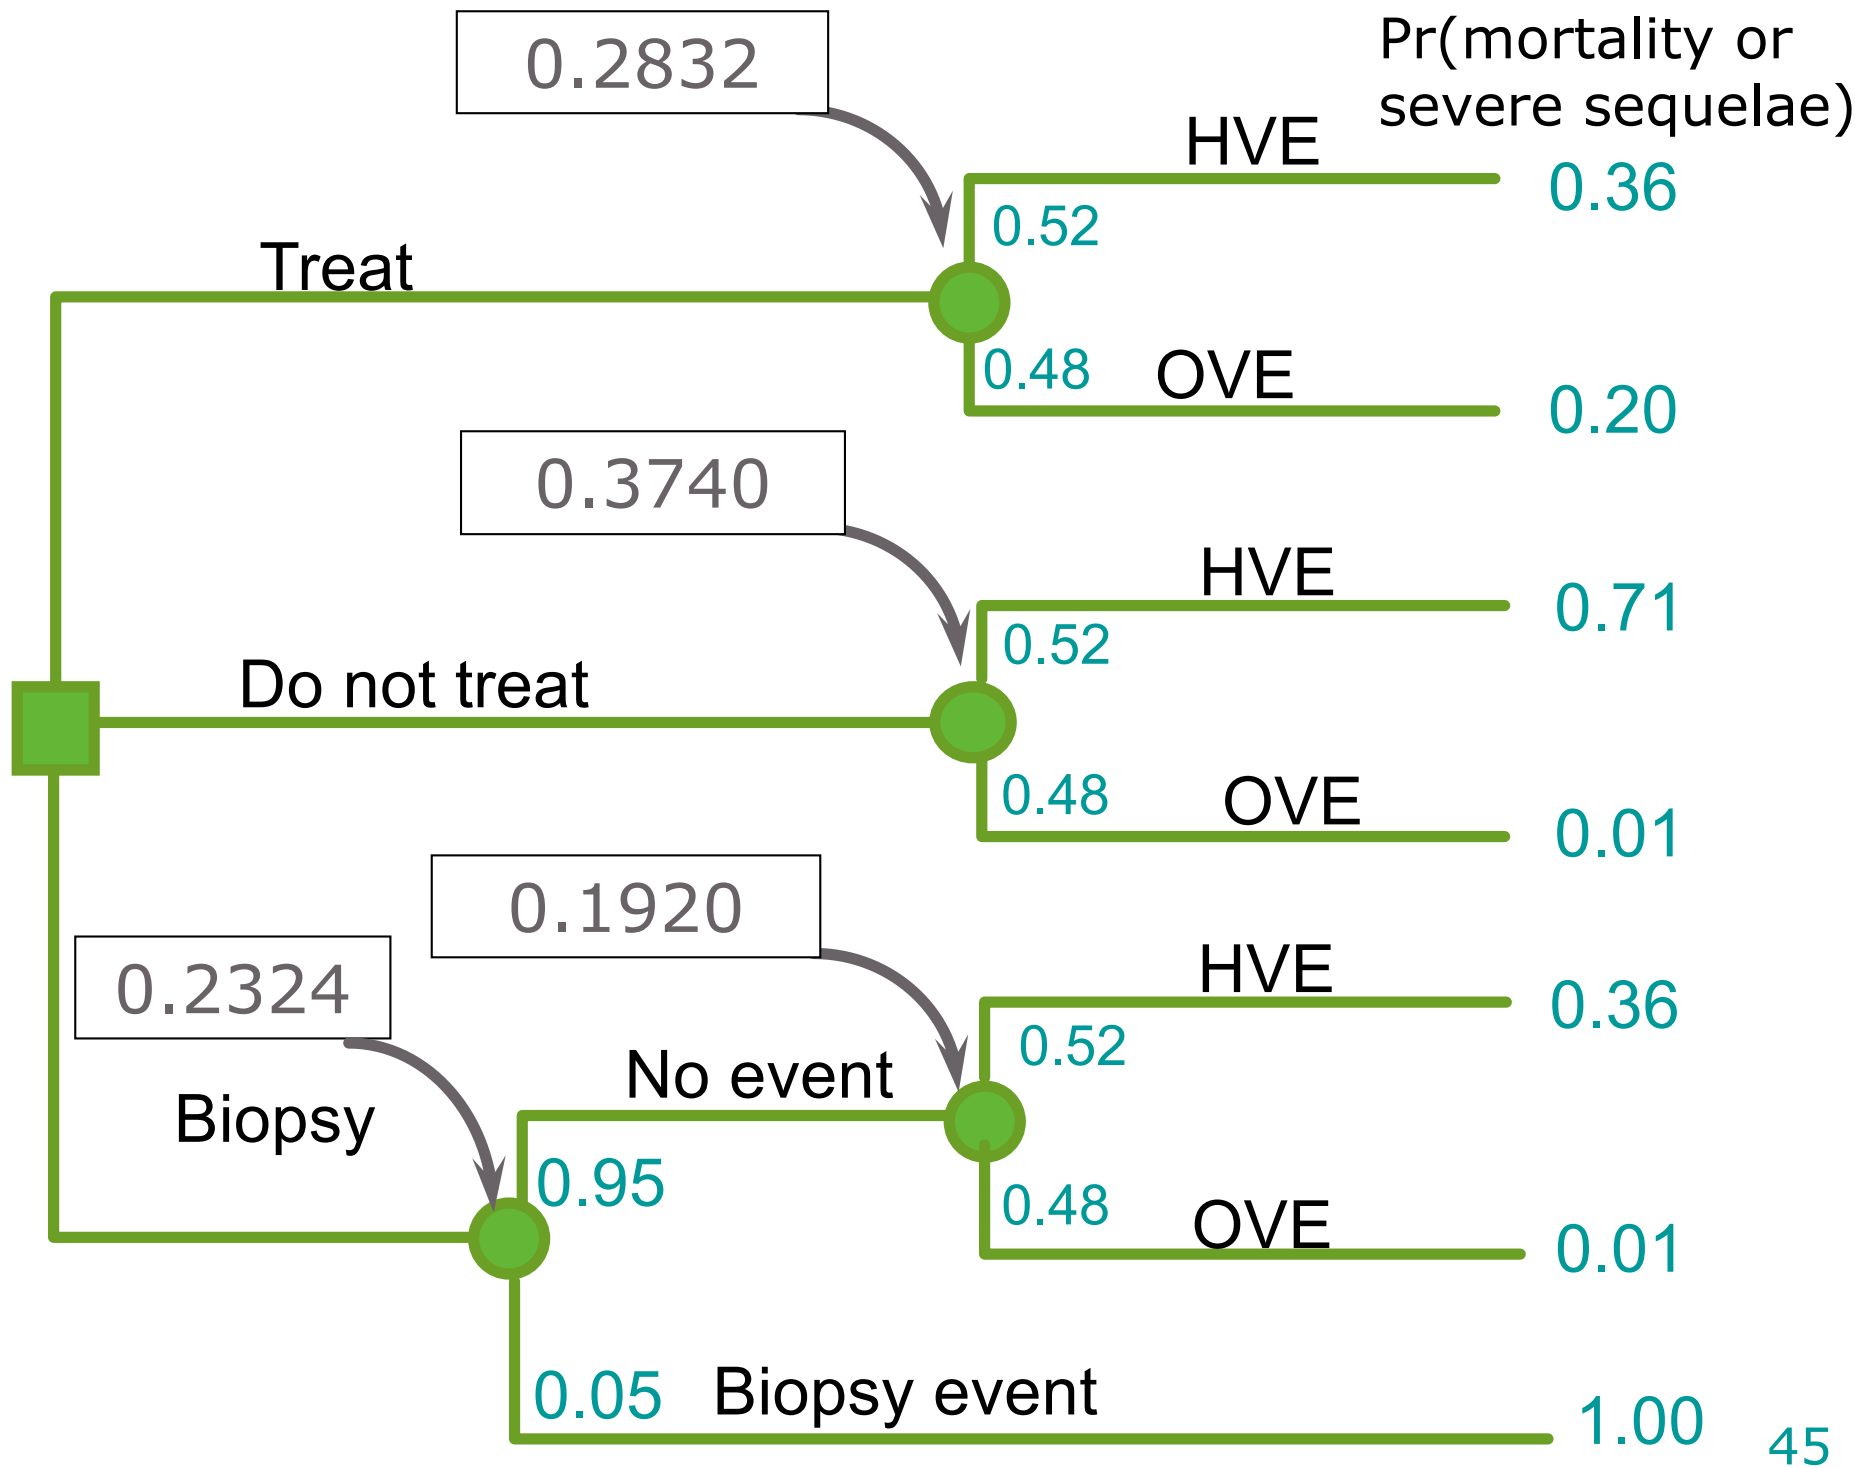 Pr(mortality or
severe sequelae)
0.2832
HVE
0.36
0.52
Treat
0.48
OVE
0.20
0.3740
HVE
0.71
0.52
Do not treat
0.48
OVE
0.01
0.1920
0.2324
HVE
0.36
0.52
No event
Biopsy
0.95
0.48
OVE
0.01
0.05
Biopsy event
1.00
45